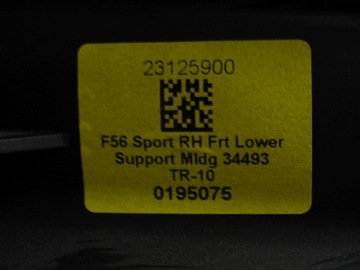 23125900
F56 Sport RH Frt Lower
Support Mldg 34493
TR-10
0195075